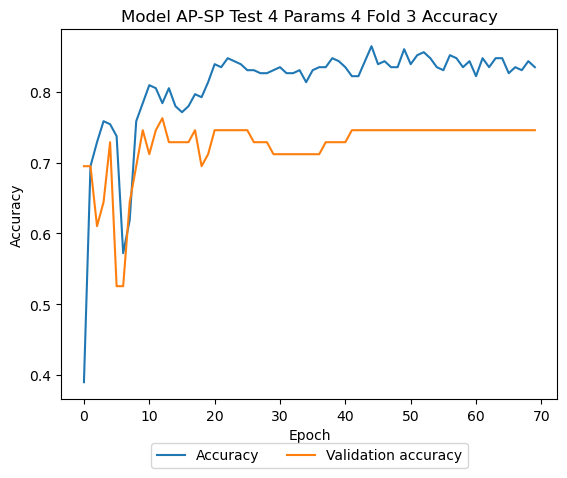 Model AP-SP Test 4 Params 4 Fold 3 Accuracy
Accuracy
0.8
0.7
0.6
0.5
0.4
0 10 20 30 40 50 60 70
Epoch
Accuracy Validation accuracy